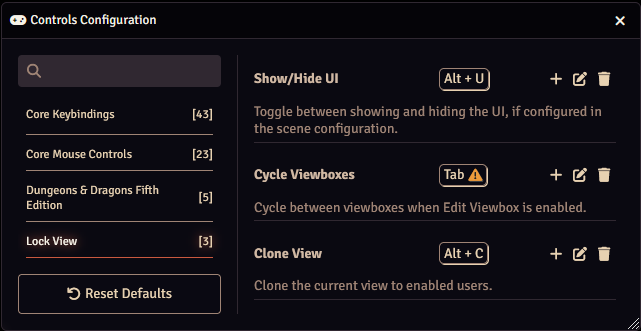 Controls Configuration
Core Keybindings [43]
Core Mouse Controls [23]
Dungeons & Dragons Fifth
Edition [5]
Lock View [3]
Reset Defaults
Show/Hide UI Alt + U
Toggle between showing and hiding the UI, if configured in
the scene configuration.
Cycle Viewboxes Tab
Cycle between viewboxes when Edit Viewbox is enabled.
Clone View Alt + C
Clone the current view to enabled users.